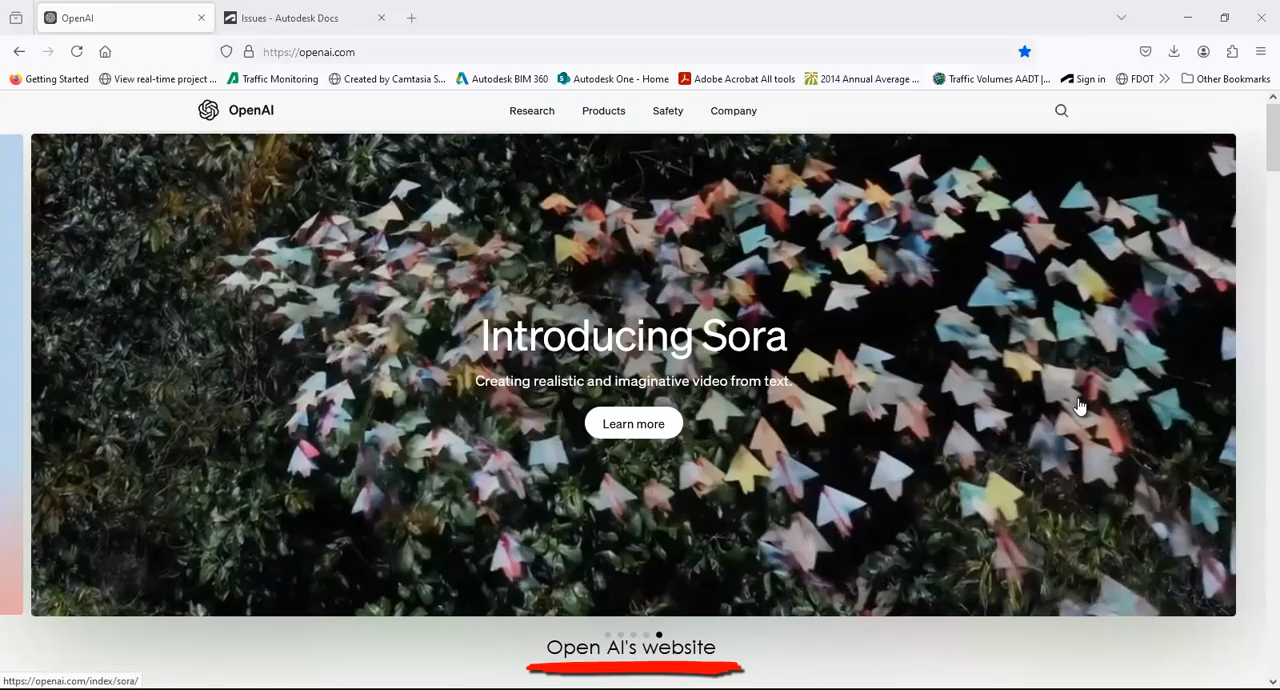 OpenAI
Issues - Autodesk Docs
https://openai.com
Getting Started
View real-time project ...
Traffic Monitoring
Created by Camtasia S...
Autodesk BIM 360
Autodesk One - Home
Adobe Acrobat All tools
2014 Annual Average ...
Traffic Volumes AADT |...
Sign in
FDOT
Other Bookmarks
OpenAI
Research
Products
Safety
Company
Introducing Sora
Creating realistic and imaginative video from text.
Learn more
Open AI's website
https://openai.com/index/sora/